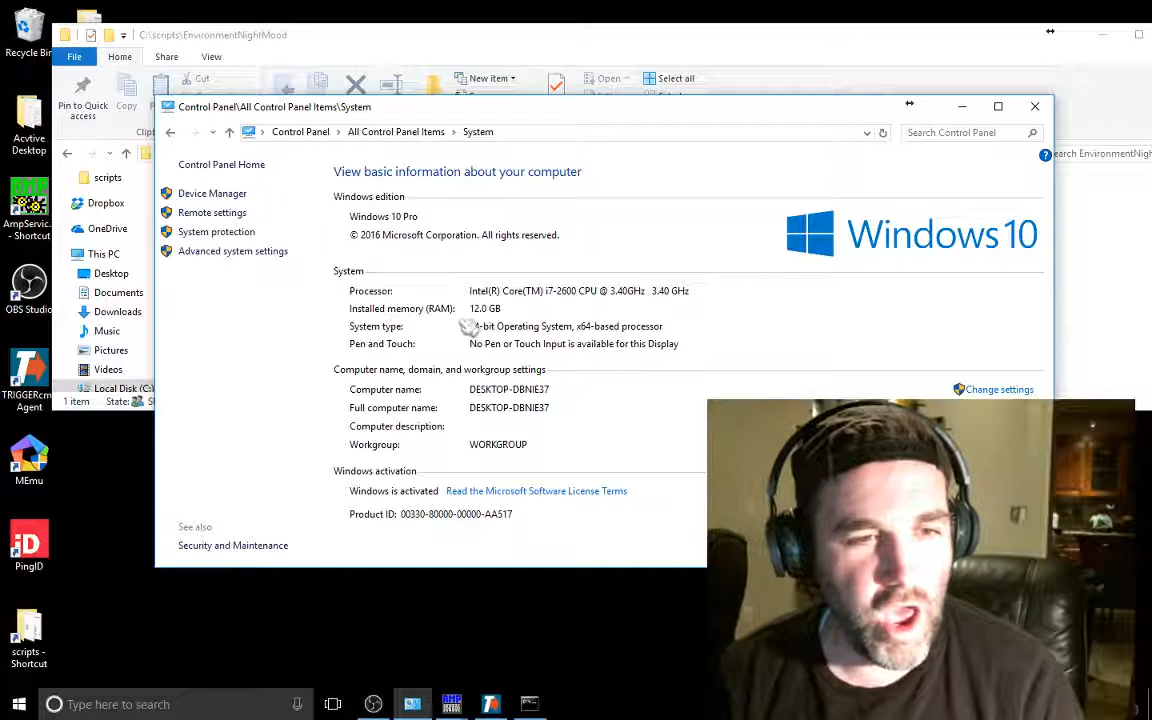 Recycle Bin
C:\scripts\EnvironmentNightMood
File
Home
Share
View
Pin to Quick access
Copy
Cut
New item
Open
Select all
Acvtive Desktop
Control Panel\All Control Panel Items\System
Control Panel
All Control Panel Items
System
Search Control Panel
earch EnvironmentNigh
scripts
Dropbox
OneDrive
This PC
Desktop
Documents
Downloads
Music
Pictures
Videos
Local Disk (C:)
1 item
State:
AmpServic... - Shortcut
OBS Studio
TRIGGERcmd Agent
MEmu
PingID
scripts - Shortcut
Control Panel Home
Device Manager
Remote settings
System protection
Advanced system settings
See also
Security and Maintenance
View basic information about your computer
Windows edition
Windows 10 Pro
© 2016 Microsoft Corporation. All rights reserved.
Windows 10
System
Processor: Intel(R) Core(TM) i7-2600 CPU @ 3.40GHz 3.40 GHz
Installed memory (RAM): 12.0 GB
System type: 4-bit Operating System, x64-based processor
Pen and Touch: No Pen or Touch Input is available for this Display
Computer name, domain, and workgroup settings
Computer name: DESKTOP-DBNIE37
Change settings
Full computer name: DESKTOP-DBNIE37
Computer description:
Workgroup: WORKGROUP
Windows activation
Windows is activated Read the Microsoft Software License Terms
Product ID: 00330-80000-00000-AA517
Type here to search